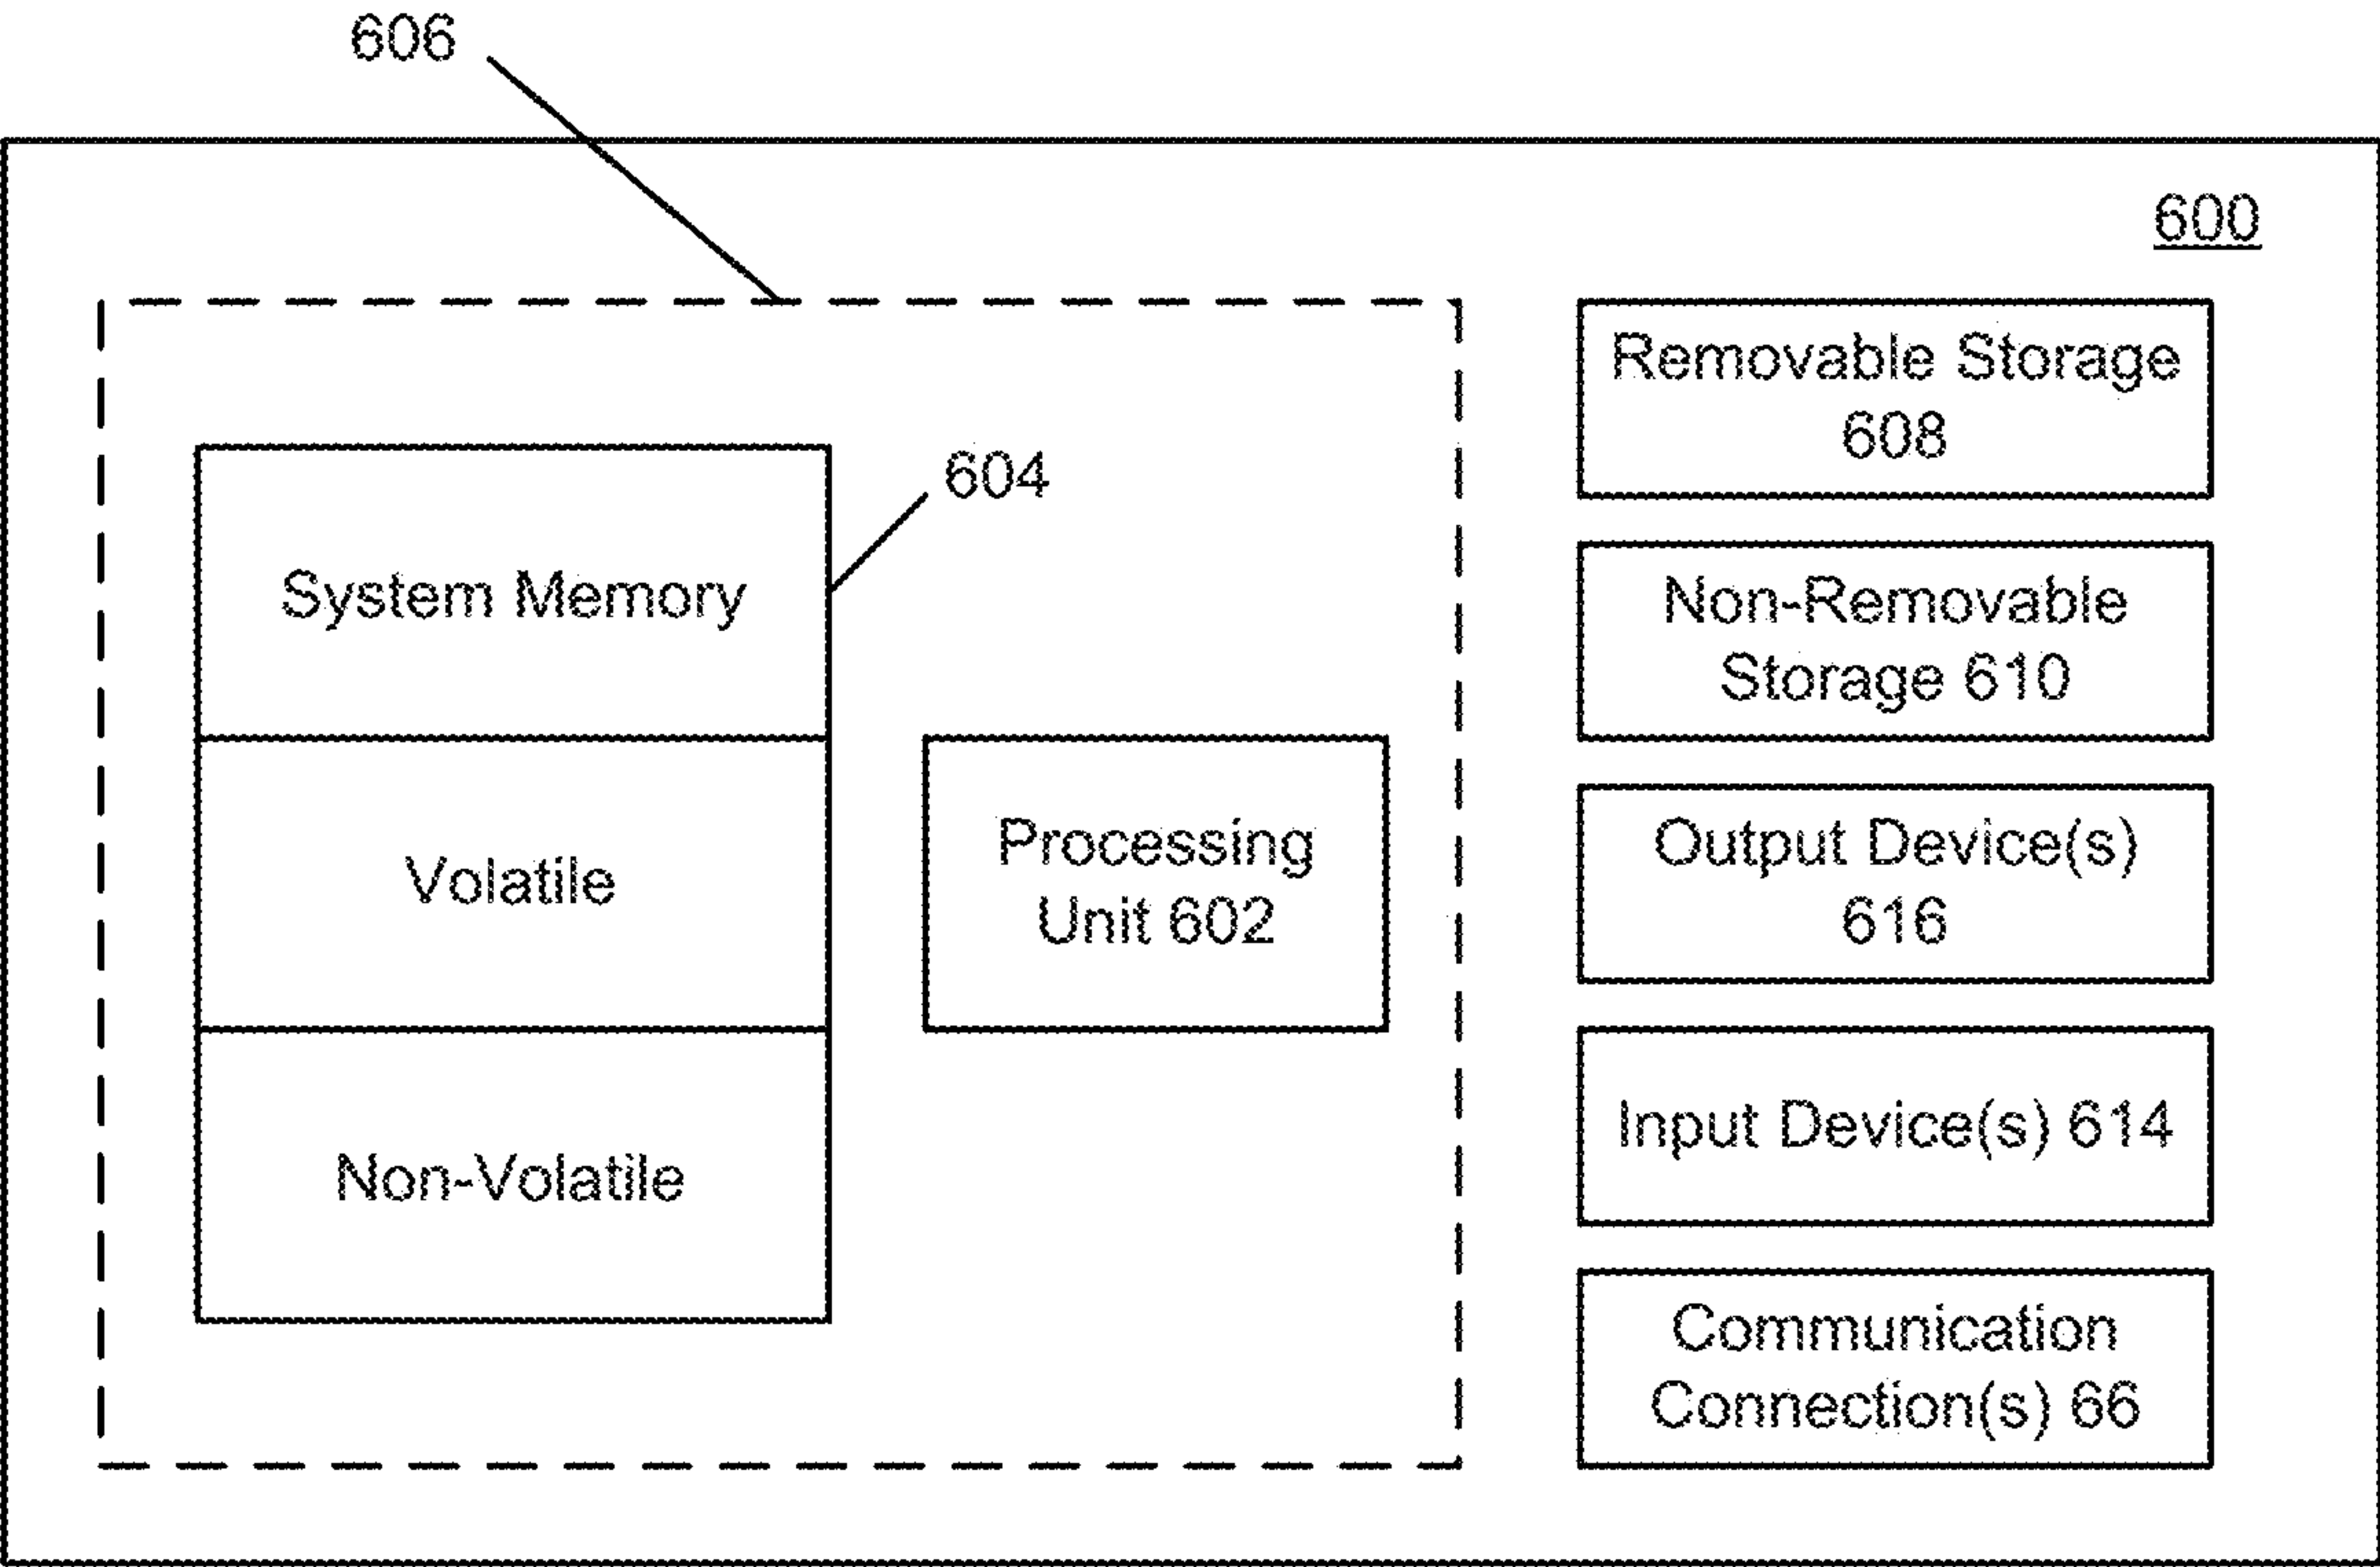 606
600
604
System Memory
Volatile
Non-Volatile
Processing
Unit 602
Removable Storage
608
Non-Removable
Storage 610
Output Device(s)
616
Input Device(s) 614
Communication
Connection(s) 66